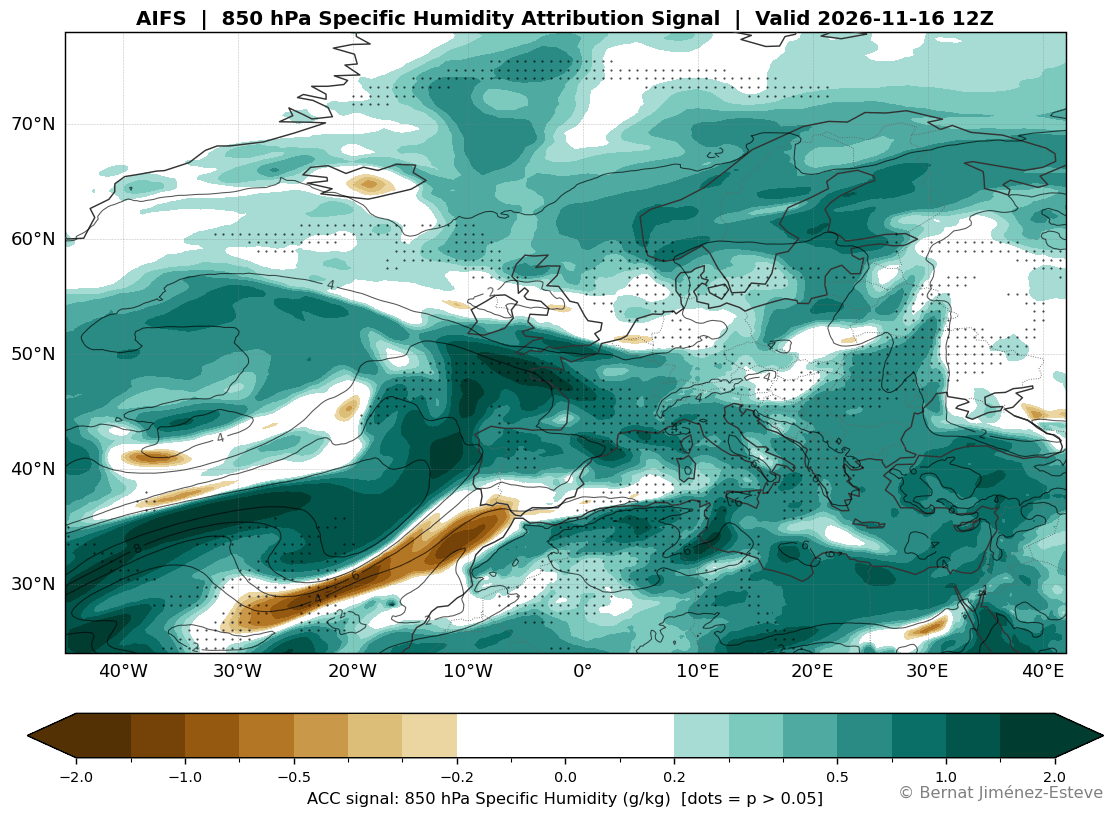 AIFS | 850 hPa Specific Humidity Attribution Signal | Valid 2026-11-16 12Z
70°N
60°N
50°N
40°N
30°N
40°W 30°W 20°W 10°W 0° 10°E 20°E 30°E 40°E
−2.0 −1.0 −0.5 −0.2 0.0 0.2 0.5 1.0 2.0
ACC signal: 850 hPa Specific Humidity (g/kg) [dots = p > 0.05]
© Bernat Jiménez-Esteve